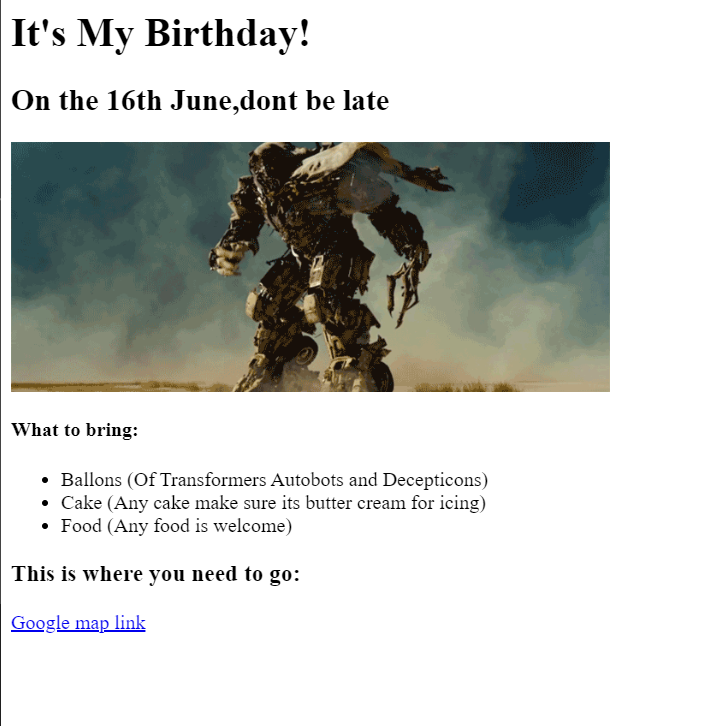 It's My Birthday!
On the 16th June,dont be late
What to bring:
Ballons (Of Transformers Autobots and Decepticons)
Cake (Any cake make sure its butter cream for icing)
Food (Any food is welcome)
This is where you need to go:
Google map link